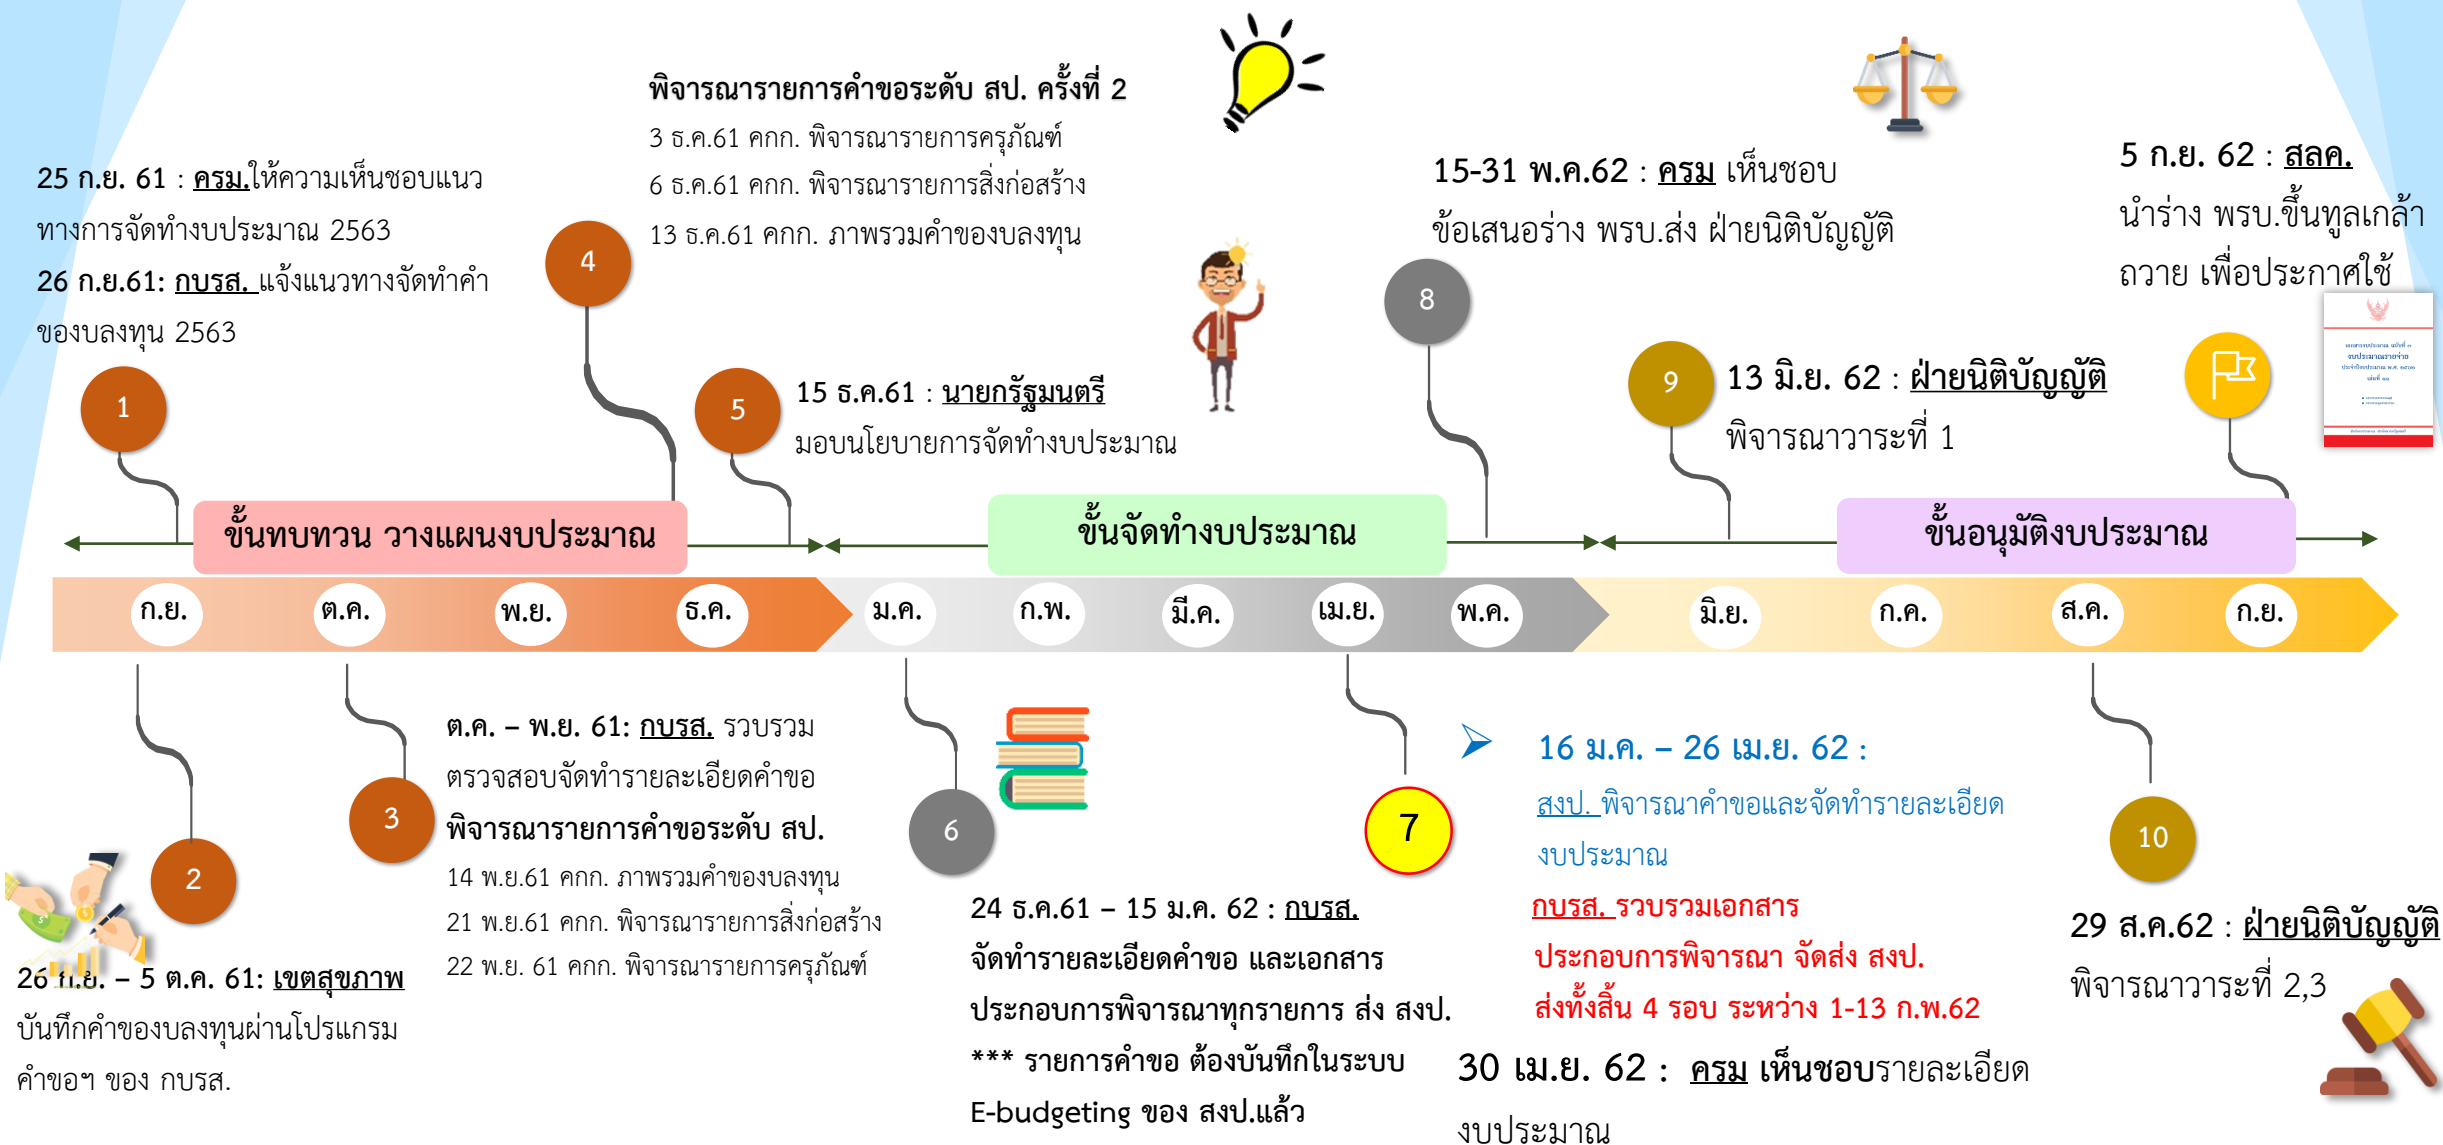 25 ก.ย. 61 : ครม.ให้ความเห็นชอบแนว
ทางการจัดทำงบประมาณ 2563
26 ก.ย.61: กบรส. แจ้งแนวทางจัดทำคำ
ของบลงทุน 2563
1
พิจารณารายการคำขอระดับ สป. ครั้งที่ 2
3 ธ.ค.61 คกก. พิจารณารายการครุภัณฑ์
6 ธ.ค.61 คกก. พิจารณารายการสิ่งก่อสร้าง
13 ธ.ค.61 คกก. ภาพรวมคำของบลงทุน
4
5
15 ธ.ค.61 : นายกรัฐมนตรี
มอบนโยบายการจัดทำงบประมาณ
15-31 พ.ค.62 : ครม เห็นชอบ
ข้อเสนอร่าง พรบ.ส่ง ฝ่ายนิติบัญญัติ
8
9
13 มิ.ย. 62 : ฝ่ายนิติบัญญัติ
พิจารณาวาระที่ 1
5 ก.ย. 62 : สลค.
นำร่าง พรบ.ขึ้นทูลเกล้า
ถวาย เพื่อประกาศใช้
เอกสารงบประมาณ ฉบับที่ ๓
งบประมาณรายจ่าย
ขั้นทบทวน วางแผนงบประมาณ
ขั้นจัดทำงบประมาณ
ขั้นอนุมัติงบประมาณ
ก.ย.
ต.ค.
พ.ย.
ธ.ค.
ม.ค.
ก.พ.
มี.ค.
เม.ย.
พ.ค.
มิ.ย.
ก.ค.
ส.ค.
ก.ย.
2
26 ก.ย. – 5 ต.ค. 61: เขตสุขภาพ
บันทึกคำของบลงทุนผ่านโปรแกรม
คำขอฯ ของ กบรส.
3
ต.ค. – พ.ย. 61: กบรส. รวบรวม
ตรวจสอบจัดทำรายละเอียดคำขอ
พิจารณารายการคำขอระดับ สป.
14 พ.ย.61 คกก. ภาพรวมคำของบลงทุน
21 พ.ย.61 คกก. พิจารณารายการสิ่งก่อสร้าง
22 พ.ย. 61 คกก. พิจารณารายการครุภัณฑ์
6
24 ธ.ค.61 – 15 ม.ค. 62 : กบรส.
จัดทำรายละเอียดคำขอ และเอกสาร
ประกอบการพิจารณาทุกรายการ ส่ง สงป.
*** รายการคำขอ ต้องบันทึกในระบบ
E-budgeting ของ สงป.แล้ว
7
16 ม.ค. – 26 เม.ย. 62 :
สงป. พิจารณาคำขอและจัดทำรายละเอียด
งบประมาณ
กบรส. รวบรวมเอกสาร
ประกอบการพิจารณา จัดส่ง สงป.
ส่งทั้งสิ้น 4 รอบ ระหว่าง 1-13 ก.พ.62
30 เม.ย. 62 : ครม เห็นชอบรายละเอียด
งบประมาณ
10
29 ส.ค.62 : ฝ่ายนิติบัญญัติ
พิจารณาวาระที่ 2,3